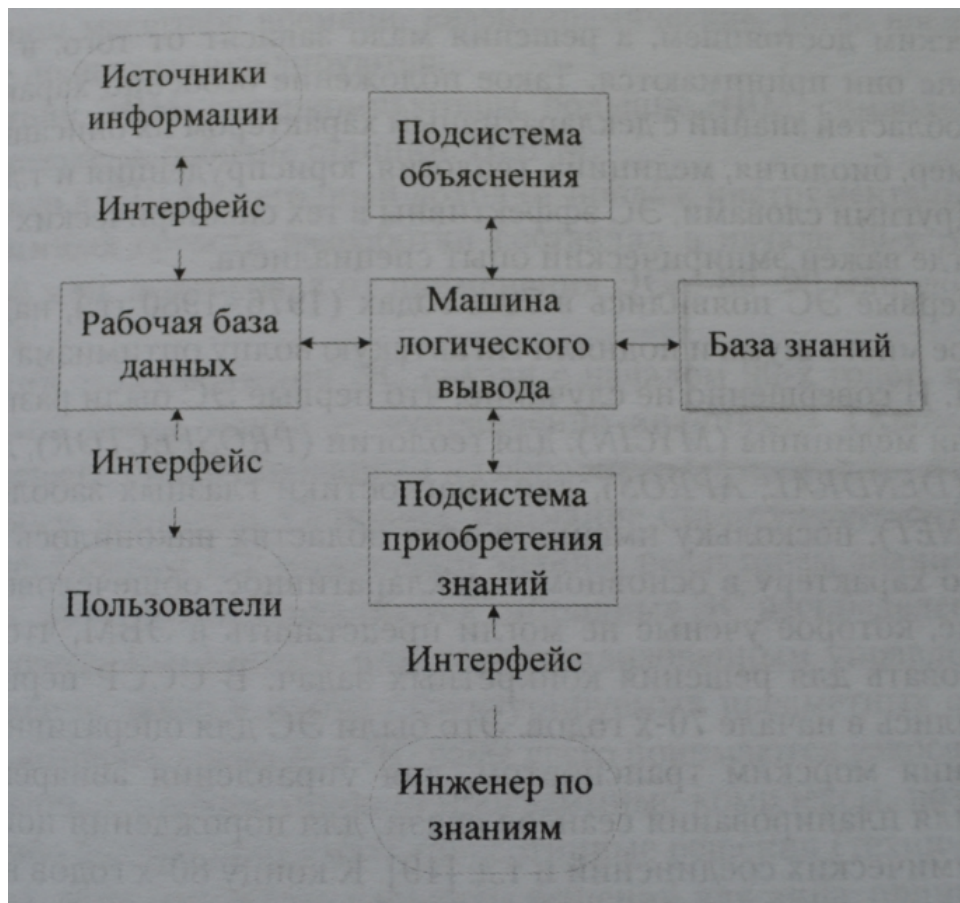 Источники
информации
Подсистема
объяснения
Интерфейс
Рабочая база
данных
Машина
логического
вывода
База знаний
Интерфейс
Подсистема
приобретения
знаний
Пользователи
Интерфейс
Инженер по
знаниям